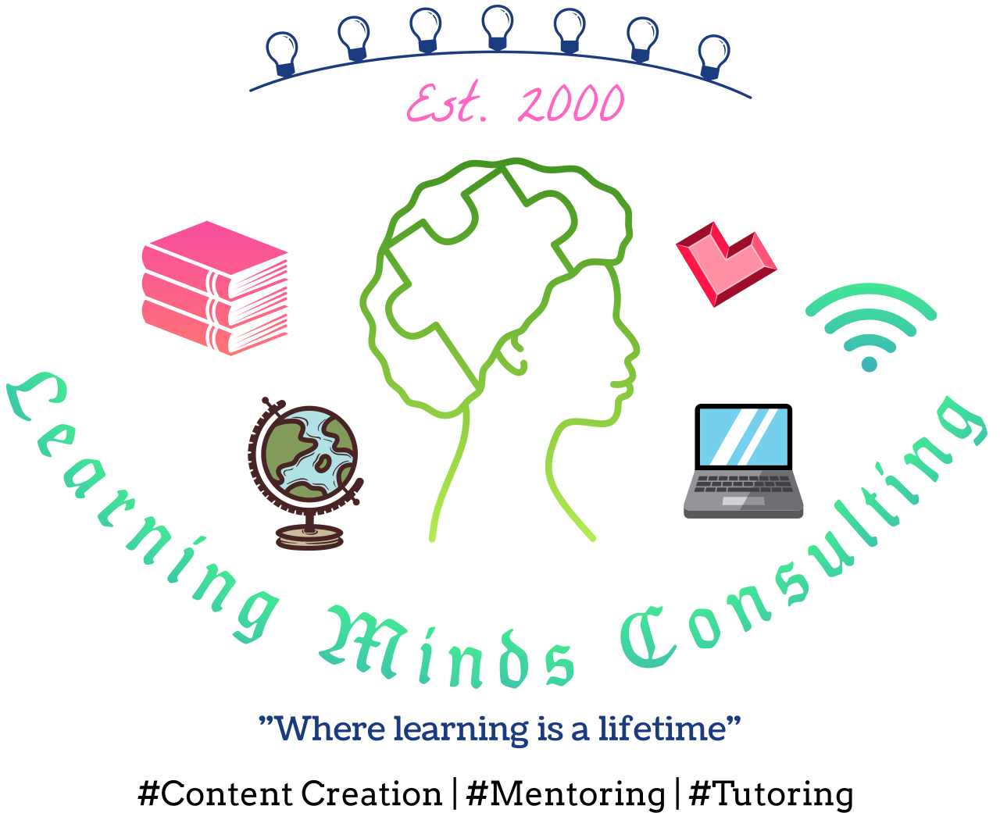 Est. 2000
Learning Minds Consulting
”Where learning is a lifetime”
#Content Creation | #Mentoring | #Tutoring